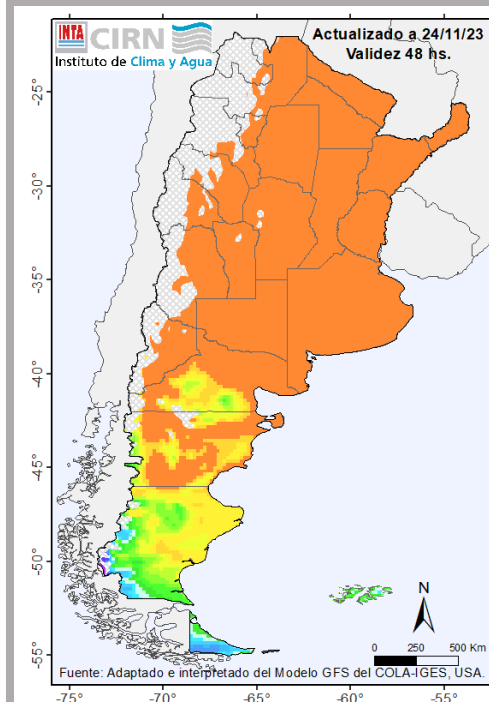 INTA CIRN
Instituto de Clima y Agua
Actualizado a 24/11/23
Validez 48 hs.
-25°
-30°
-35°
-40°
-45°
-50°
-55°
N
0 250 500 Km
Fuente: Adaptado e interpretado del Modelo GFS del COLA-IGES, USA.
-75° -70° -65° -60° -55°